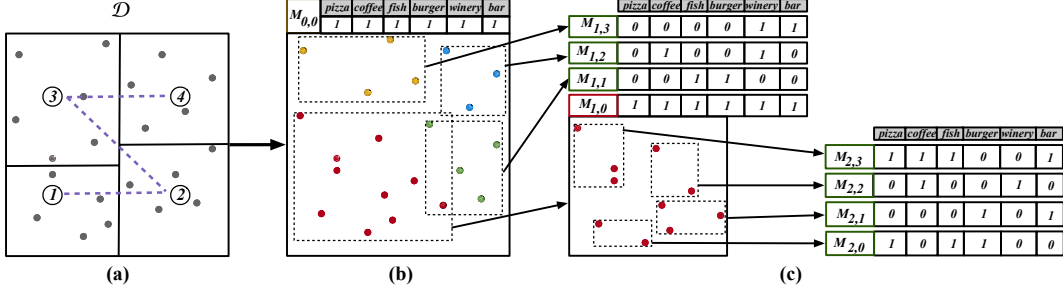 𝒟
3 4
1 2
(a)
M0,0 pizza coffee fish burger winery bar
1 1 1 1 1 1
(b)
pizza coffee fish burger winery bar
M1,3 0 0 0 0 1 1
M1,2 0 1 0 0 1 0
M1,1 0 0 1 1 0 0
M1,0 1 1 1 1 1 1
(c)
pizza coffee fish burger winery bar
M2,3 1 1 1 0 0 1
M2,2 0 1 0 0 1 0
M2,1 0 0 0 1 0 1
M2,0 1 0 1 1 0 0